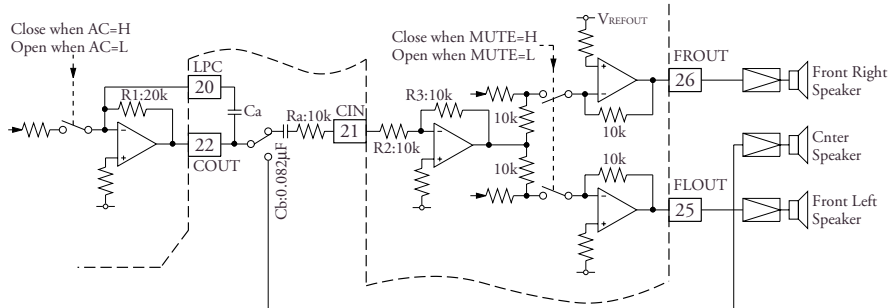 Close when AC=H
Open when AC=L
LPC
20
R1:20k
Ca
22
COUT
Cb:0.082μF
Ra:10k
CIN
21
R2:10k
R3:10k
Close when MUTE=H
Open when MUTE=L
10k
10k
VREFOUT
10k
10k
FROUT
26
Front Right
Speaker
Cnter
Speaker
FLOUT
25
Front Left
Speaker